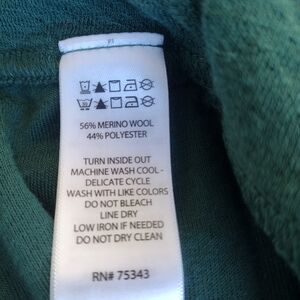 56% MERINO WOOL
44% POLYESTER
TURN INSIDE OUT
MACHINE WASH COOL -
DELICATE CYCLE
WASH WITH LIKE COLORS
DO NOT BLEACH
LINE DRY
LOW IRON IF NEEDED
DO NOT DRY CLEAN
RN# 75343